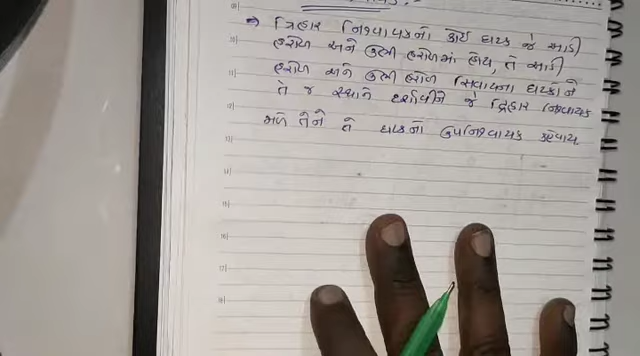 → ત્રિહાર નિશ્ચાયકનો કોઈ ઘટક જે આડી
હરોળ અને ઊભી હરોળમાં હોય, તે આડી
હરોળ અને ઊભી હરોળ સિવાયના ઘટકોને
તે જ સ્થાને દર્શાવીને જે દ્વિહાર નિશ્ચાયક
મળે તેને તે ઘટકનો ઉપનિશ્ચાયક કહેવાય